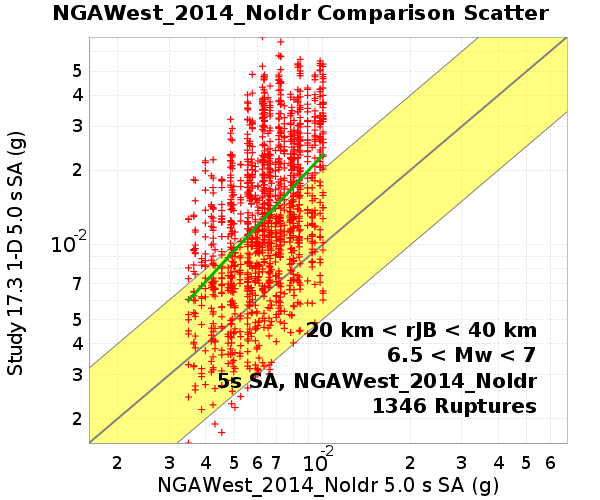 NGAWest_2014_NoIdr Comparison Scatter
Study 17.3 1-D 5.0 s SA (g)
5
4
3
2
10-2
7
5
4
3
2
20 km < rJB < 40 km
6.5 < Mw < 7
5s SA, NGAWest_2014_NoIdr
1346 Ruptures
2 3 4 5 6 7 10-2 2 3 4 5 6
NGAWest_2014_NoIdr 5.0 s SA (g)